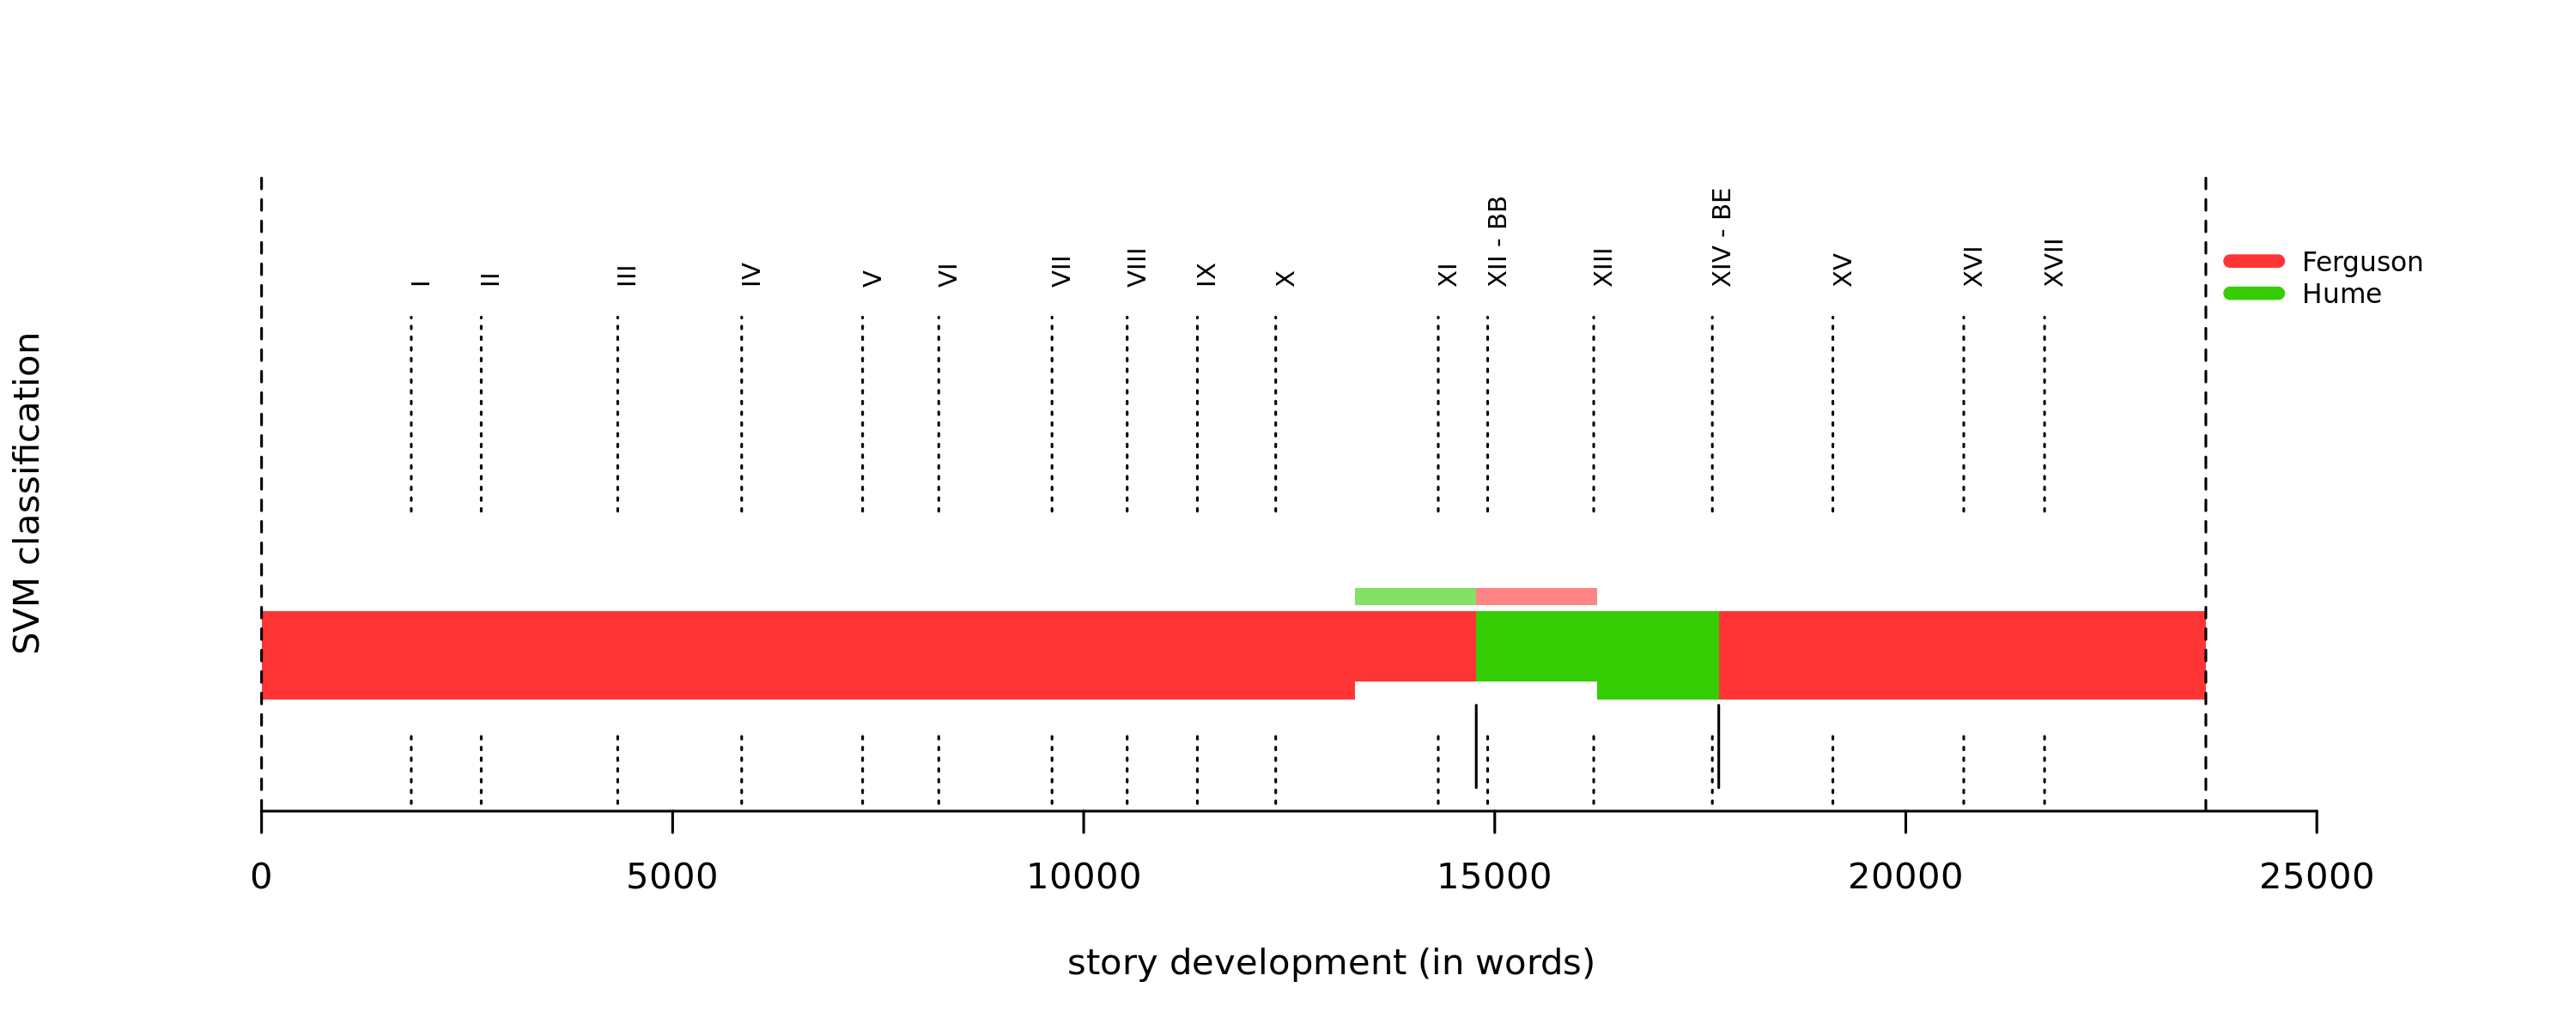 I
II
III
IV
V
VI
VII
VIII
IX
X
XI
XII - BB
XIII
XIV - BE
XV
XVI
XVII
Ferguson
Hume
SVM classification
0 5000 10000 15000 20000 25000
story development (in words)